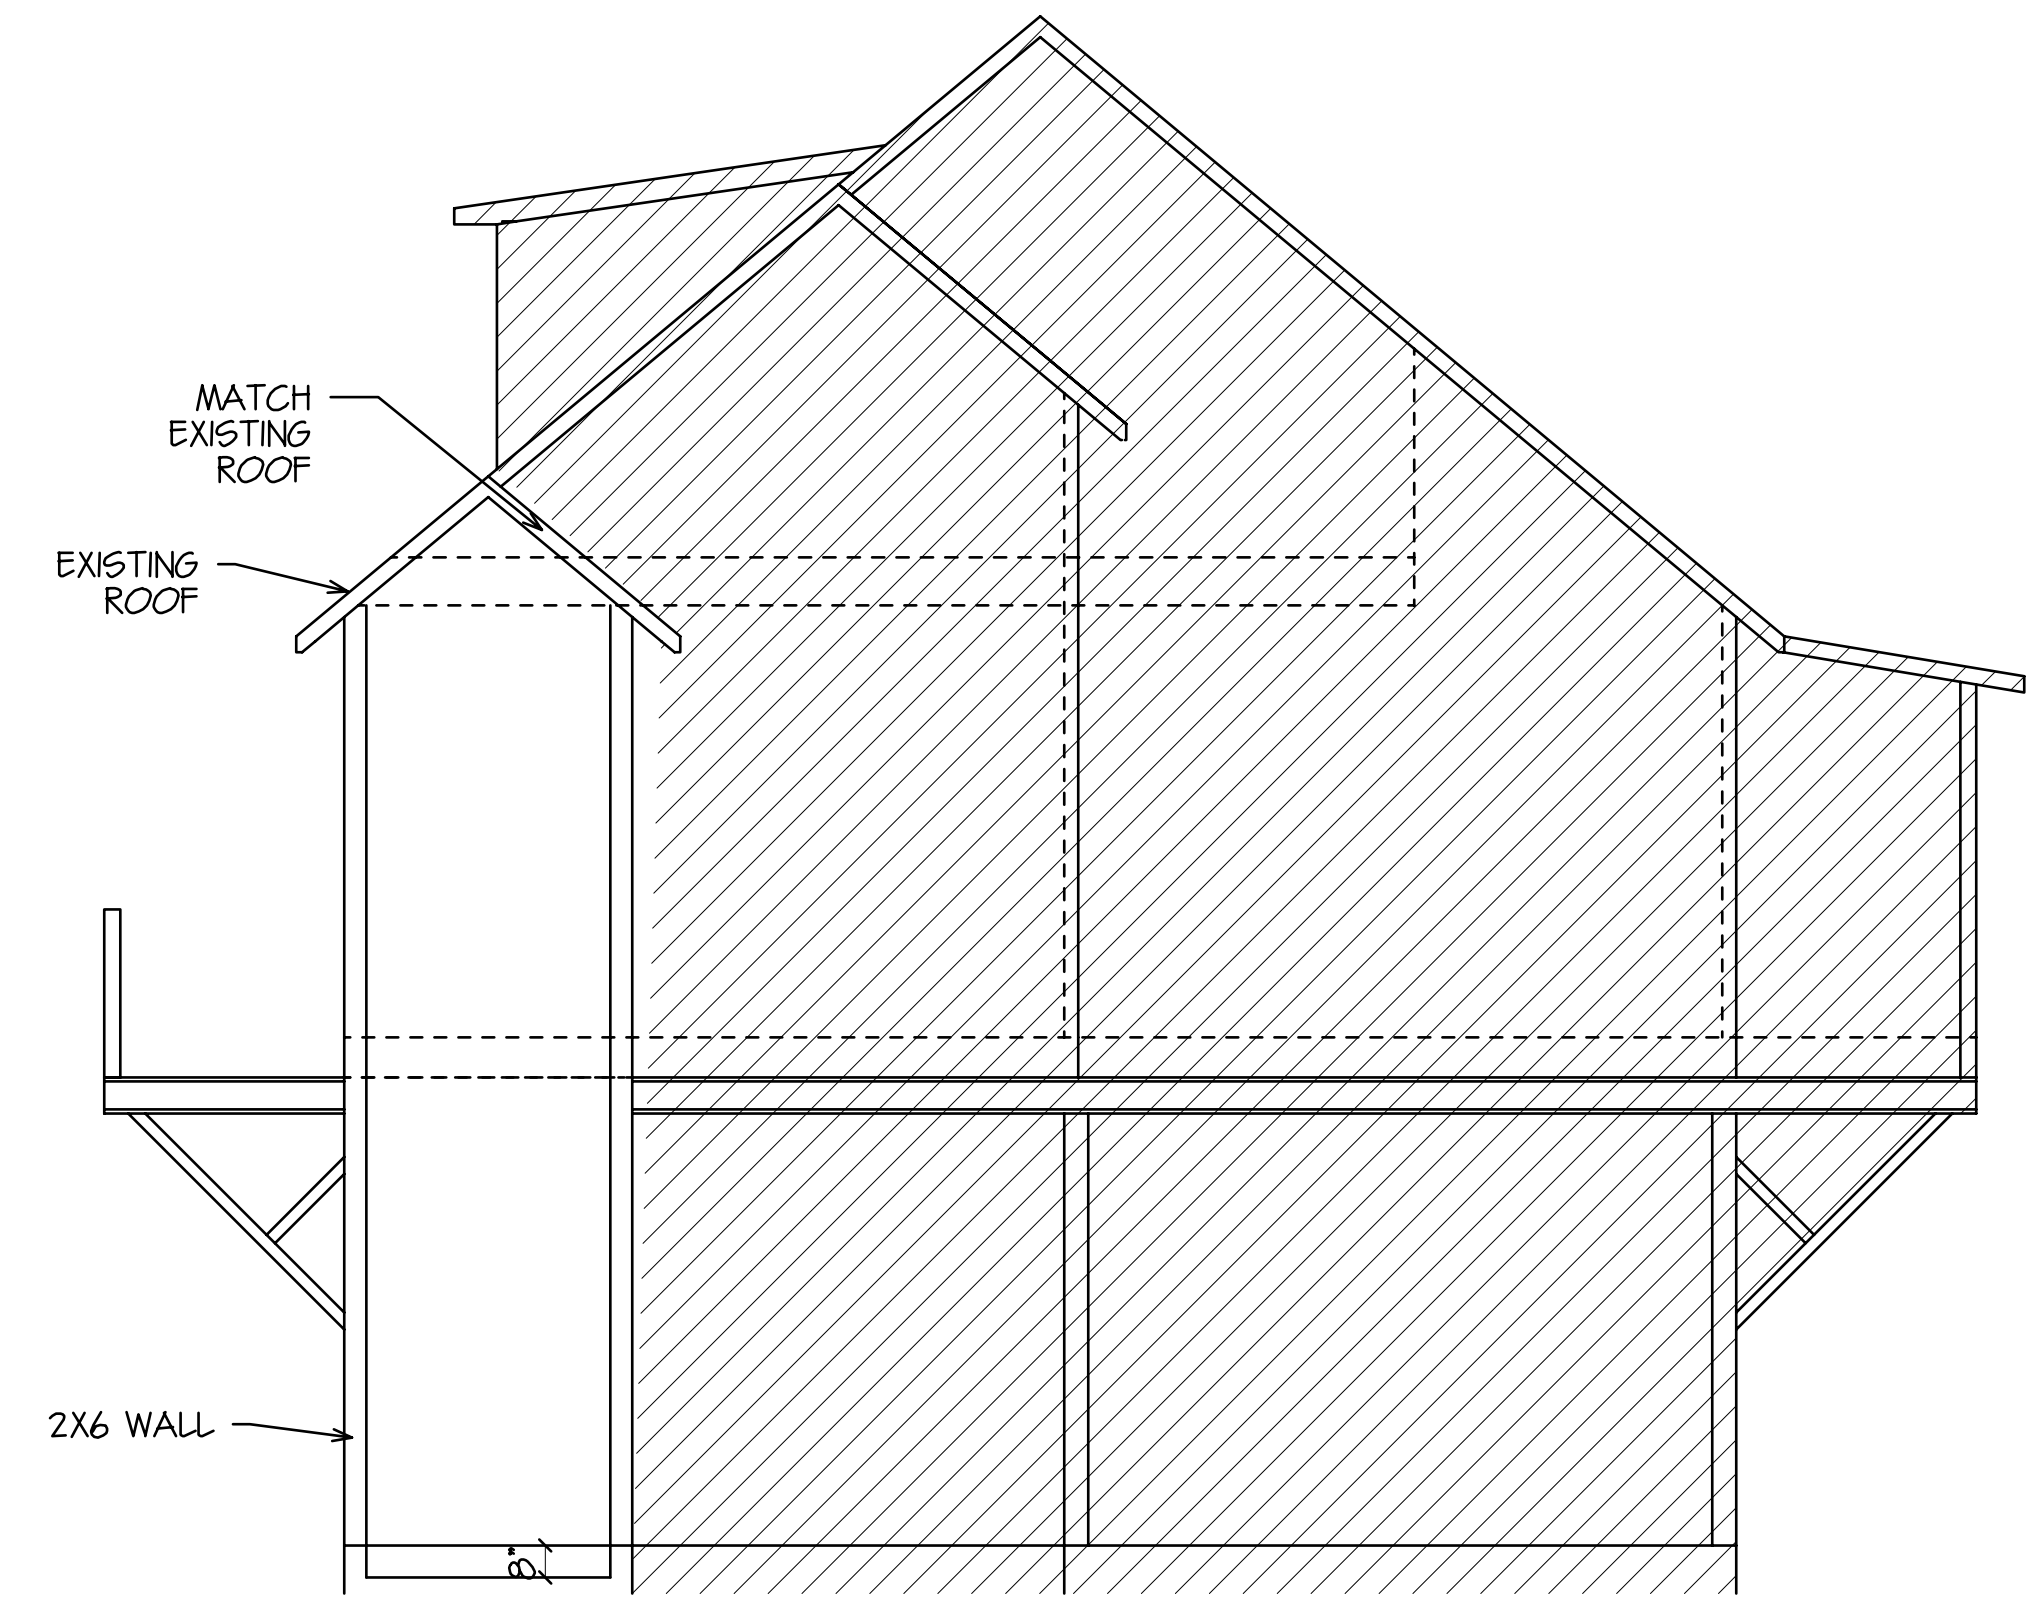 MATCH
EXISTING
ROOF
EXISTING
ROOF
2X6 WALL
8"